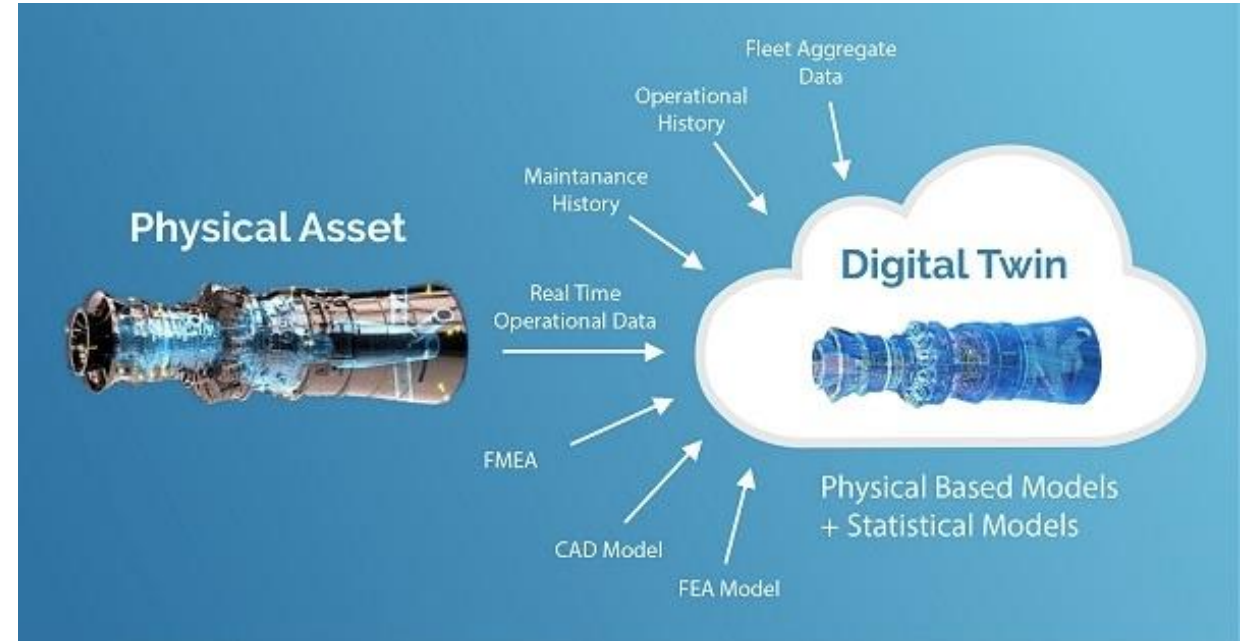 Fleet Aggregate
Data
Operational
History
Maintanance
History
Physical Asset
Digital Twin
Real Time
Operational Data
FMEA
CAD Model
FEA Model
Physical Based Models
+ Statistical Models